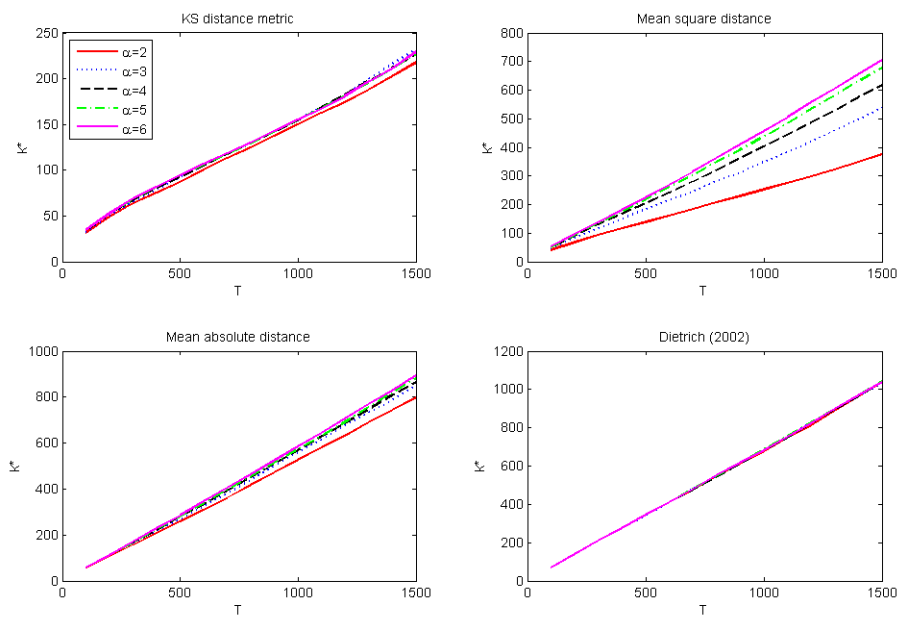 KS distance metric
250
200
150
100
50
0
K*
0 500 1000 1500
T
α=2
α=3
α=4
α=5
α=6
Mean square distance
800
700
600
500
400
300
200
100
0
K*
0 500 1000 1500
T
Mean absolute distance
1000
800
600
400
200
0
K*
0 500 1000 1500
T
Dietrich (2002)
1200
1000
800
600
400
200
0
K*
0 500 1000 1500
T